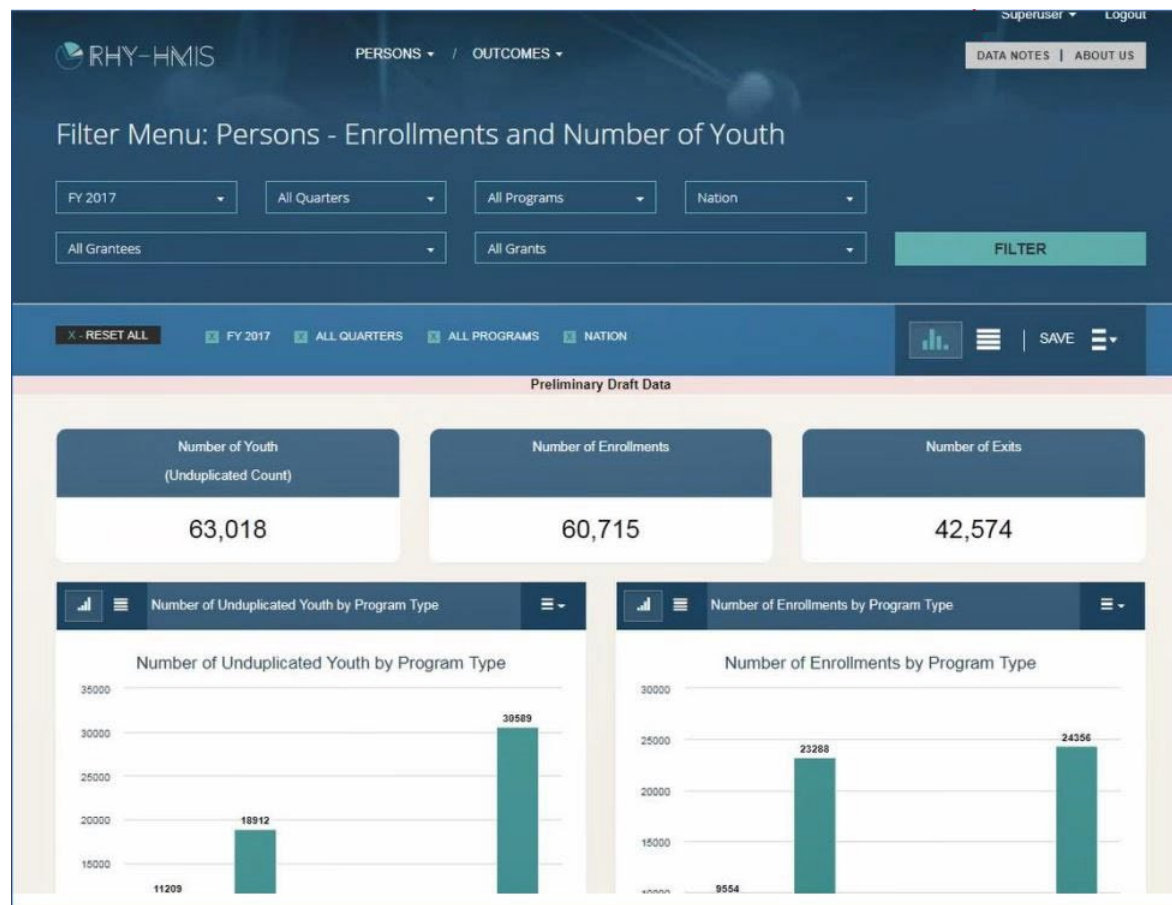 Superuser Logout
RHY-HMIS PERSONS / OUTCOMES DATA NOTES | ABOUT US
Filter Menu: Persons - Enrollments and Number of Youth
FY 2017 All Quarters All Programs Nation
All Grantees All Grants FILTER
X - RESET ALL X FY 2017 X ALL QUARTERS X ALL PROGRAMS X NATION | SAVE
Preliminary Draft Data
Number of Youth
(Unduplicated Count)
63,018
Number of Enrollments
60,715
Number of Exits
42,574
Number of Unduplicated Youth by Program Type
Number of Unduplicated Youth by Program Type
35000
30000
25000
20000
15000
11209
18912
30589
Number of Enrollments by Program Type
Number of Enrollments by Program Type
30000
25000
20000
15000
10000
9554
23288
24356